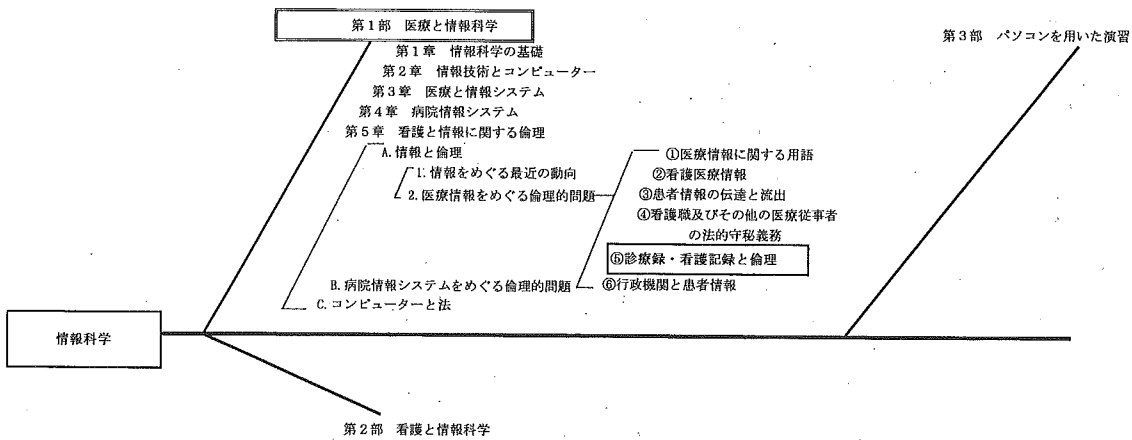 第1部 医療と情報科学
第3部 パソコンを用いた演習
第1章 情報科学の基礎
第2章 情報技術とコンピューター
第3章 医療と情報システム
第4章 病院情報システム
第5章 看護と情報に関する倫理
A.情報と倫理
1.情報をめぐる最近の動向
2.医療情報をめぐる倫理的問題
①医療情報に関する用語
②看護医療情報
③患者情報の伝達と流出
④看護職及びその他の医療従事者
の法的守秘義務
⑤診療録・看護記録と倫理
⑥行政機関と患者情報
B.病院情報システムをめぐる倫理的問題
C.コンピューターと法
情報科学
第2部 看護と情報科学